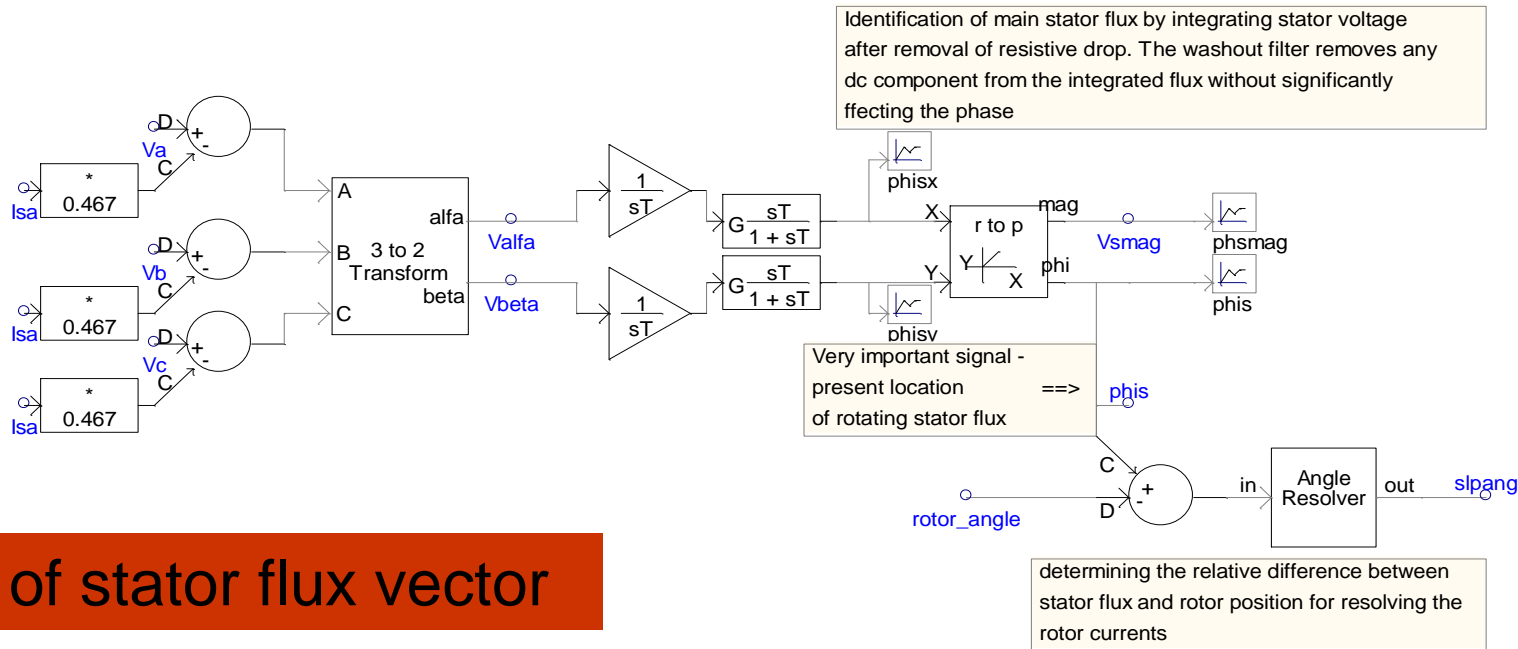 Identification of main stator flux by integrating stator voltage
after removal of resistive drop. The washout filter removes any
dc component from the integrated flux without significantly
ffecting the phase
D
+
-
Va
C
*
0.467
Isa
D
+
-
Vb
C
*
0.467
Isa
D
+
-
Vc
C
*
0.467
Isa
A
B
C
3 to 2
Transform
alfa
beta
Valfa
Vbeta
1
sT
1
sT
G sT
1 + sT
G sT
1 + sT
phisx
phisy
X
Y
r to p
Y
X
mag
phi
Vsmag
phsmag
phis
Very important signal -
present location ==>
of rotating stator flux
phis
C
+
-
D
rotor_angle
in
Angle
Resolver
out
slpang
of stator flux vector
determining the relative difference between
stator flux and rotor position for resolving the
rotor currents